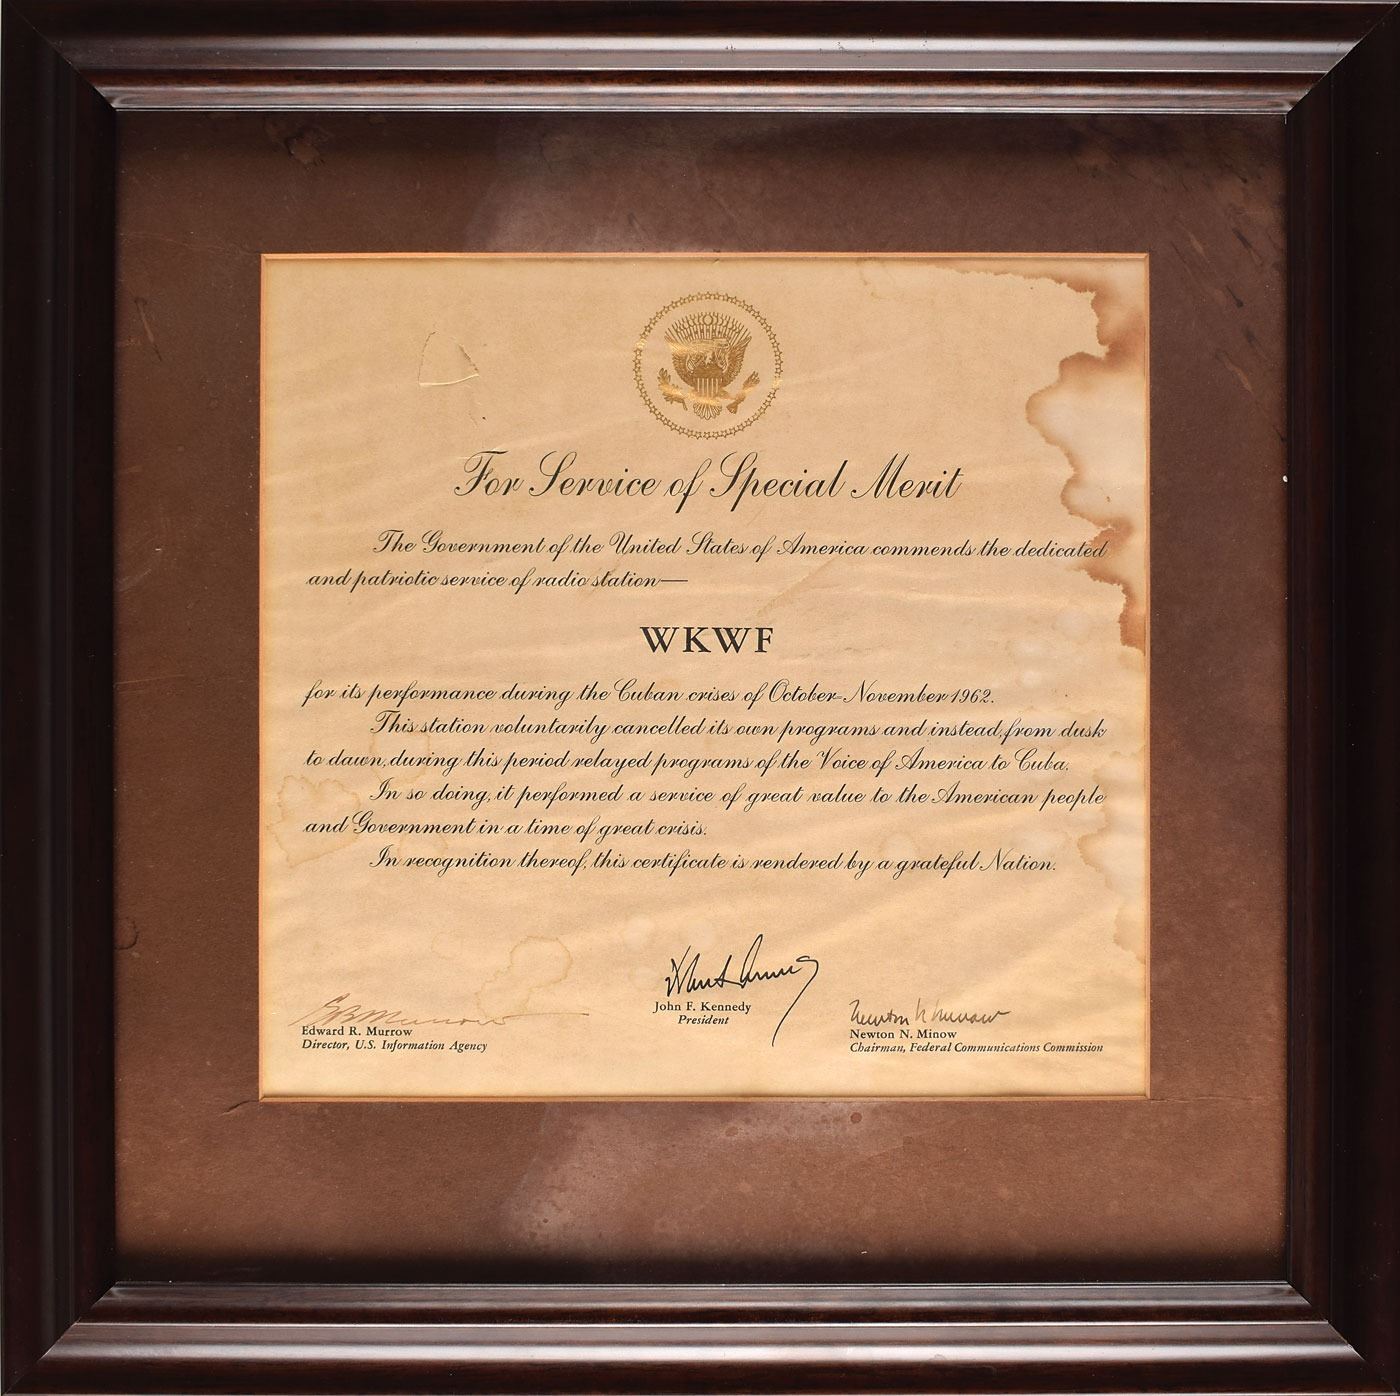 For Service of Special Merit
The Government of the United States of America commends the dedicated
and patriotic service of radio station—
WKWF
for its performance during the Cuban crises of October-November 1962.
This station voluntarily cancelled its own programs and instead, from dusk
to dawn, during this period relayed programs of the Voice of America to Cuba.
In so doing, it performed a service of great value to the American people
and Government in a time of great crisis.
In recognition thereof, this certificate is rendered by a grateful Nation.
John F. Kennedy
President
Edward R. Murrow
Director, U.S. Information Agency
Newton N. Minow
Newton N. Minow
Chairman, Federal Communications Commission